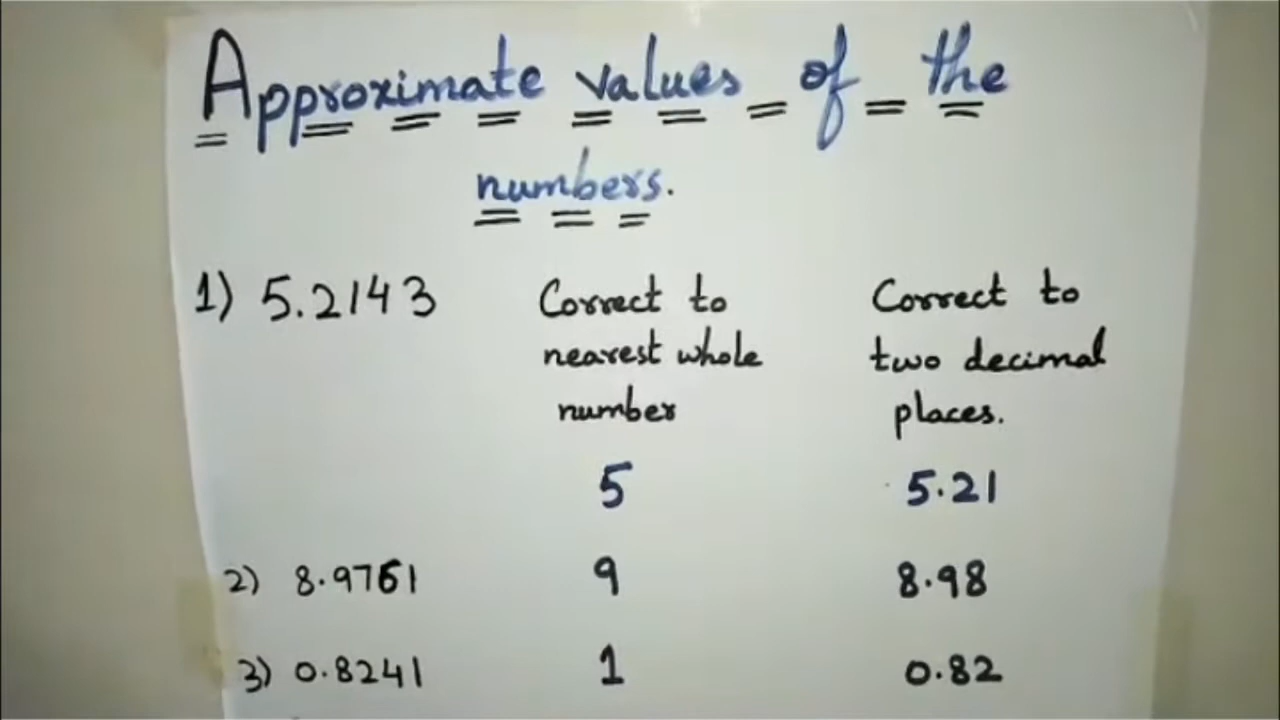 Approximate values of the
numbers.
1) 5.2143 Correct to Correct to
nearest whole two decimal
number places.
5 5.21
2) 8.9761 9 8.98
3) 0.8241 1 0.82